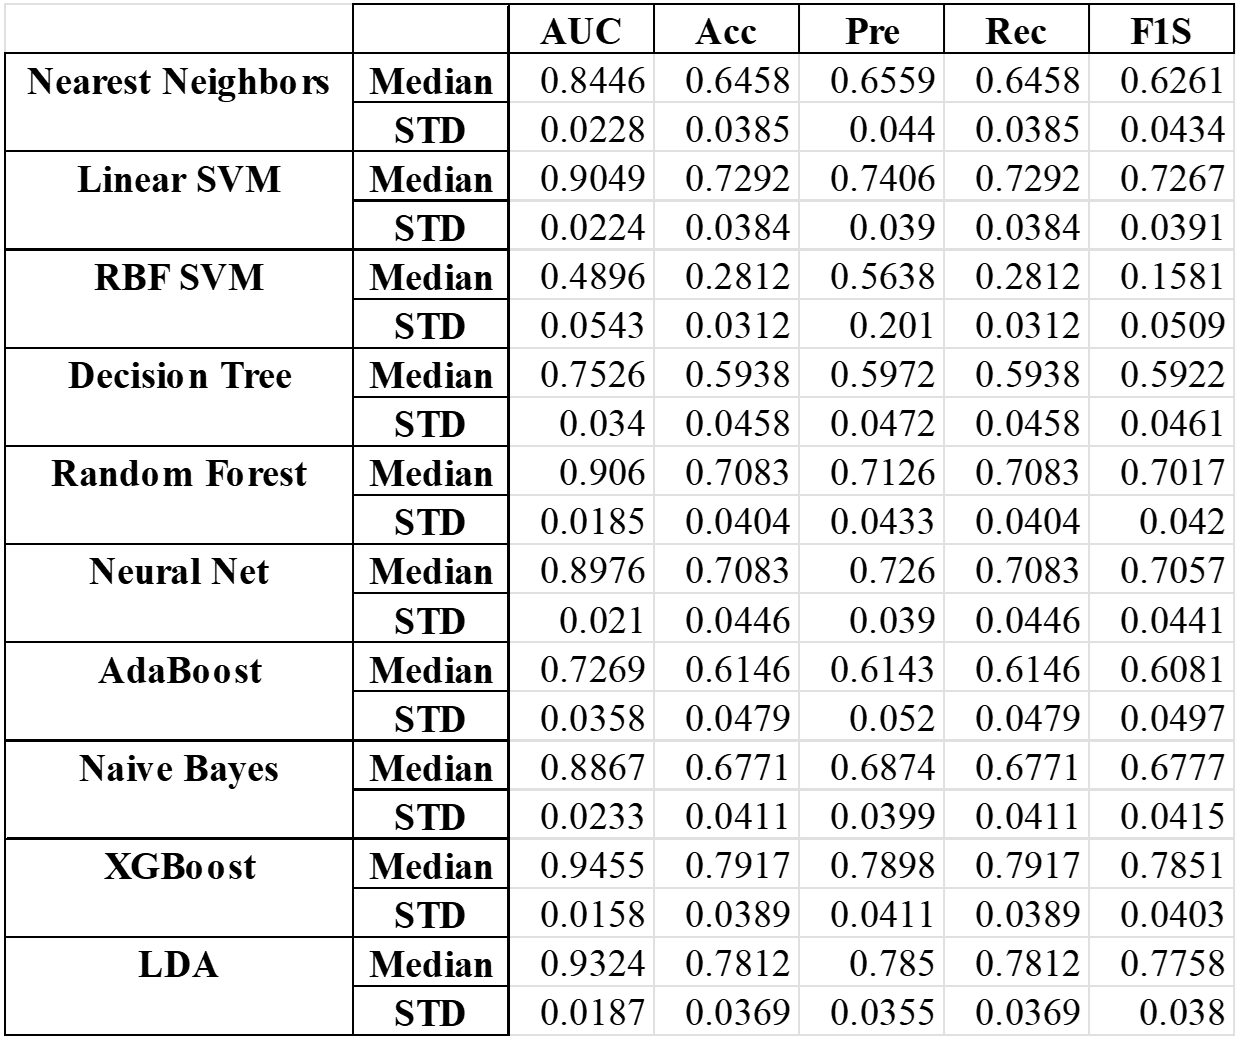 AUC Acc Pre Rec F1S
Nearest Neighbors Median 0.8446 0.6458 0.6559 0.6458 0.6261
STD 0.0228 0.0385 0.044 0.0385 0.0434
Linear SVM Median 0.9049 0.7292 0.7406 0.7292 0.7267
STD 0.0224 0.0384 0.039 0.0384 0.0391
RBF SVM Median 0.4896 0.2812 0.5638 0.2812 0.1581
STD 0.0543 0.0312 0.201 0.0312 0.0509
Decision Tree Median 0.7526 0.5938 0.5972 0.5938 0.5922
STD 0.034 0.0458 0.0472 0.0458 0.0461
Random Forest Median 0.906 0.7083 0.7126 0.7083 0.7017
STD 0.0185 0.0404 0.0433 0.0404 0.042
Neural Net Median 0.8976 0.7083 0.726 0.7083 0.7057
STD 0.021 0.0446 0.039 0.0446 0.0441
AdaBoost Median 0.7269 0.6146 0.6143 0.6146 0.6081
STD 0.0358 0.0479 0.052 0.0479 0.0497
Naive Bayes Median 0.8867 0.6771 0.6874 0.6771 0.6777
STD 0.0233 0.0411 0.0399 0.0411 0.0415
XGBoost Median 0.9455 0.7917 0.7898 0.7917 0.7851
STD 0.0158 0.0389 0.0411 0.0389 0.0403
LDA Median 0.9324 0.7812 0.785 0.7812 0.7758
STD 0.0187 0.0369 0.0355 0.0369 0.038